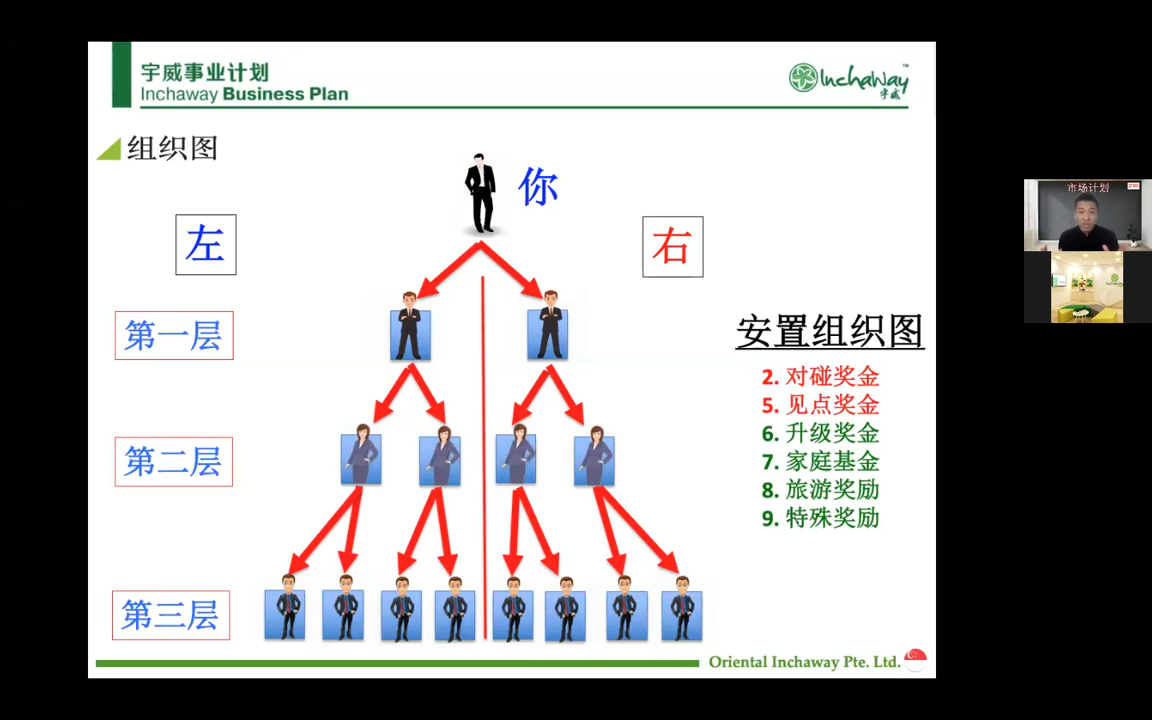 宇威事业计划
Inchaway Business Plan
InchaWay™
宇威
组织图
你
左
右
第一层
第二层
第三层
安置组织图
2. 对碰奖金
5. 见点奖金
6. 升级奖金
7. 家庭基金
8. 旅游奖励
9. 特殊奖励
Oriental Inchaway Pte. Ltd.
市场计划